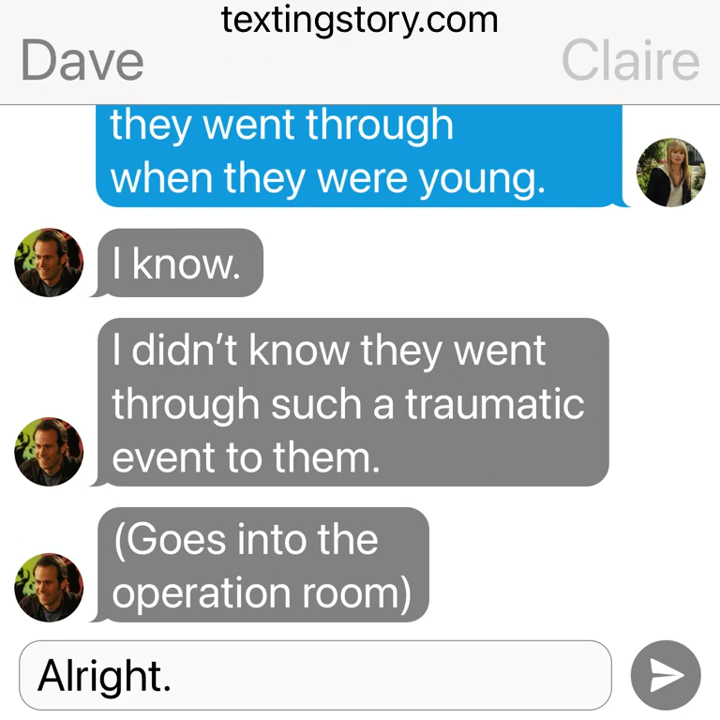 textingstory.com
Dave
Claire
they went through
when they were young.
I know.
I didn’t know they went
through such a traumatic
event to them.
(Goes into the
operation room)
Alright.